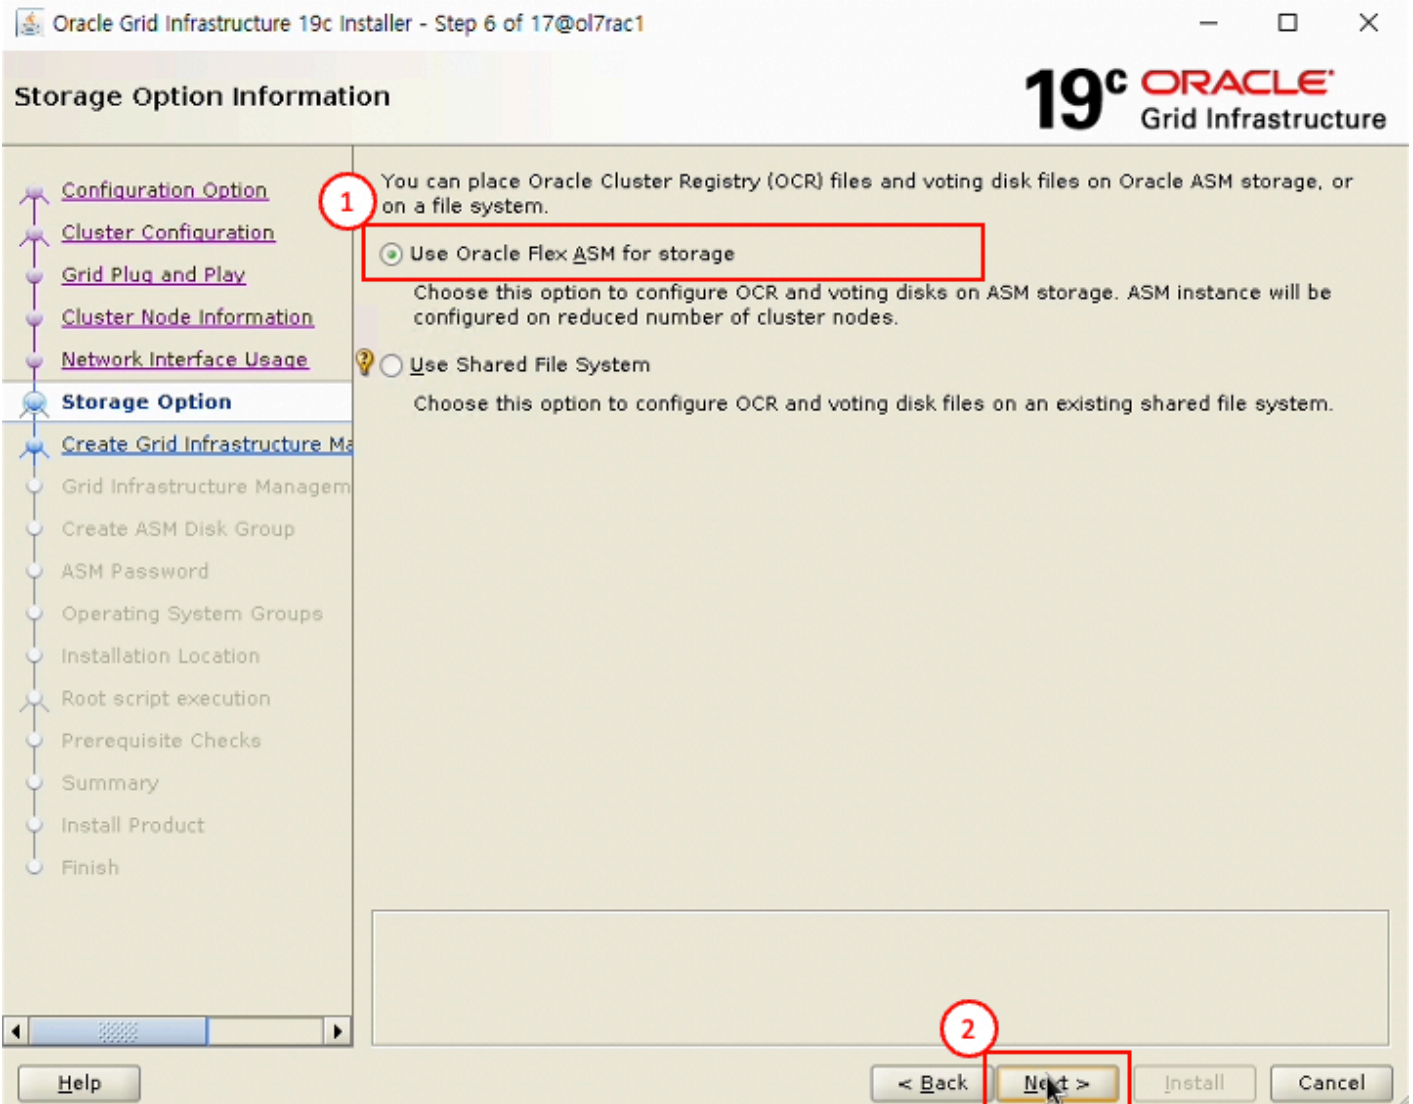 Oracle Grid Infrastructure 19c Installer - Step 6 of 17@ol7rac1
Storage Option Information
19c ORACLE
Grid Infrastructure
Configuration Option
Cluster Configuration
Grid Plug and Play
Cluster Node Information
Network Interface Usage
Storage Option
Create Grid Infrastructure Ma
Grid Infrastructure Managem
Create ASM Disk Group
ASM Password
Operating System Groups
Installation Location
Root script execution
Prerequisite Checks
Summary
Install Product
Finish
1
You can place Oracle Cluster Registry (OCR) files and voting disk files on Oracle ASM storage, or
on a file system.
Use Oracle Flex ASM for storage
Choose this option to configure OCR and voting disks on ASM storage. ASM instance will be
configured on reduced number of cluster nodes.
Use Shared File System
Choose this option to configure OCR and voting disk files on an existing shared file system.
2
Help
< Back
Next >
Install
Cancel